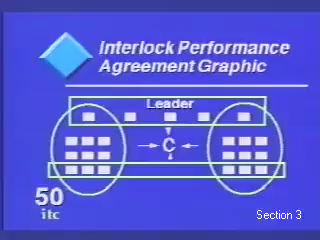 Interlock Performance
Agreement Graphic
Leader
C
50
itc
Section 3